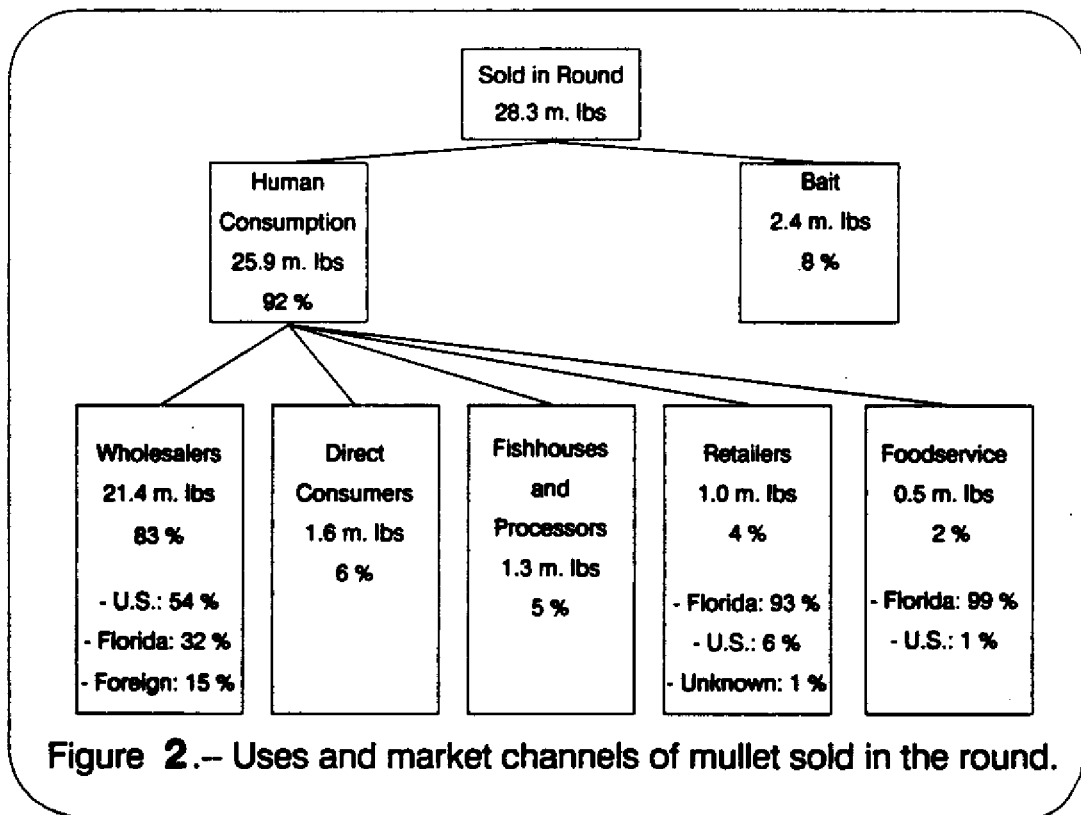 Sold in Round
28.3 m. lbs
Human
Consumption
25.9 m. lbs
92 %
Bait
2.4 m. lbs
8 %
Wholesalers
21.4 m. lbs
83 %
- U.S.: 54 %
- Florida: 32 %
- Foreign: 15 %
Direct
Consumers
1.6 m. lbs
6 %
Fishhouses
and
Processors
1.3 m. lbs
5 %
Retailers
1.0 m. lbs
4 %
- Florida: 93 %
- U.S.: 6 %
- Unknown: 1 %
Foodservice
0.5 m. lbs
2 %
- Florida: 99 %
- U.S.: 1 %
Figure 2.-- Uses and market channels of mullet sold in the round.